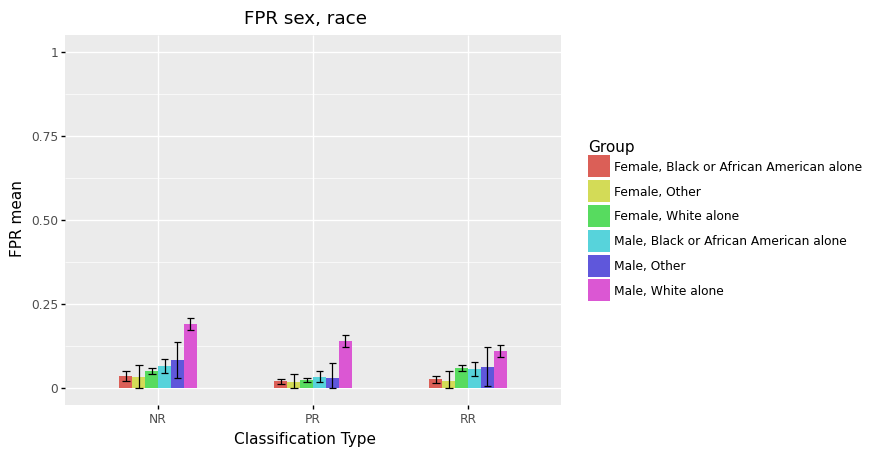 FPR sex, race
1
0.75
0.50
0.25
0
FPR mean
NR
PR
RR
Classification Type
Group
Female, Black or African American alone
Female, Other
Female, White alone
Male, Black or African American alone
Male, Other
Male, White alone